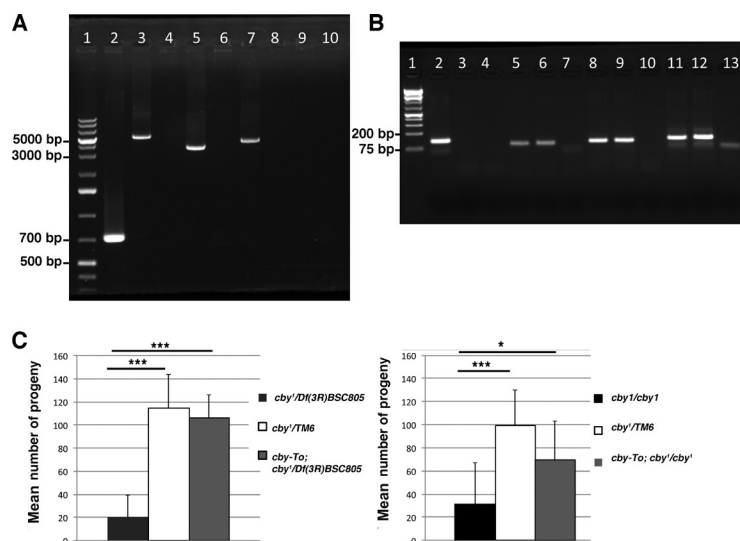 A
1 2 3 4 5 6 7 8 9 10
5000 bp
3000 bp
700 bp
500 bp
B
1 2 3 4 5 6 7 8 9 10 11 12 13
200 bp
75 bp
C
Mean number of progeny
160
140
120
100
80
60
40
20
0
***
***
cby¹/Df(3R)BSC805
cby¹/TM6
cby-To;
cby¹/Df(3R)BSC805
Mean number of progeny
160
140
120
100
80
60
40
20
0
*
***
cby1/cby1
cby¹/TM6
cby-To; cby¹/cby¹